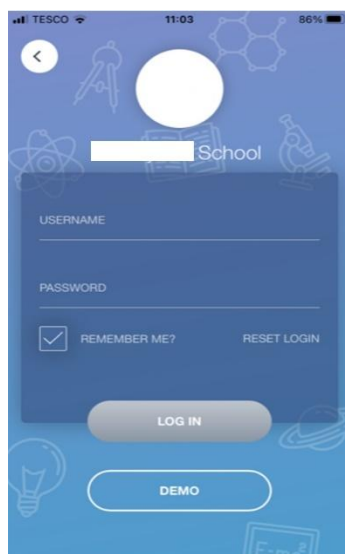 TESCO 11:03 86%
School
USERNAME
PASSWORD
REMEMBER ME? RESET LOGIN
LOG IN
DEMO